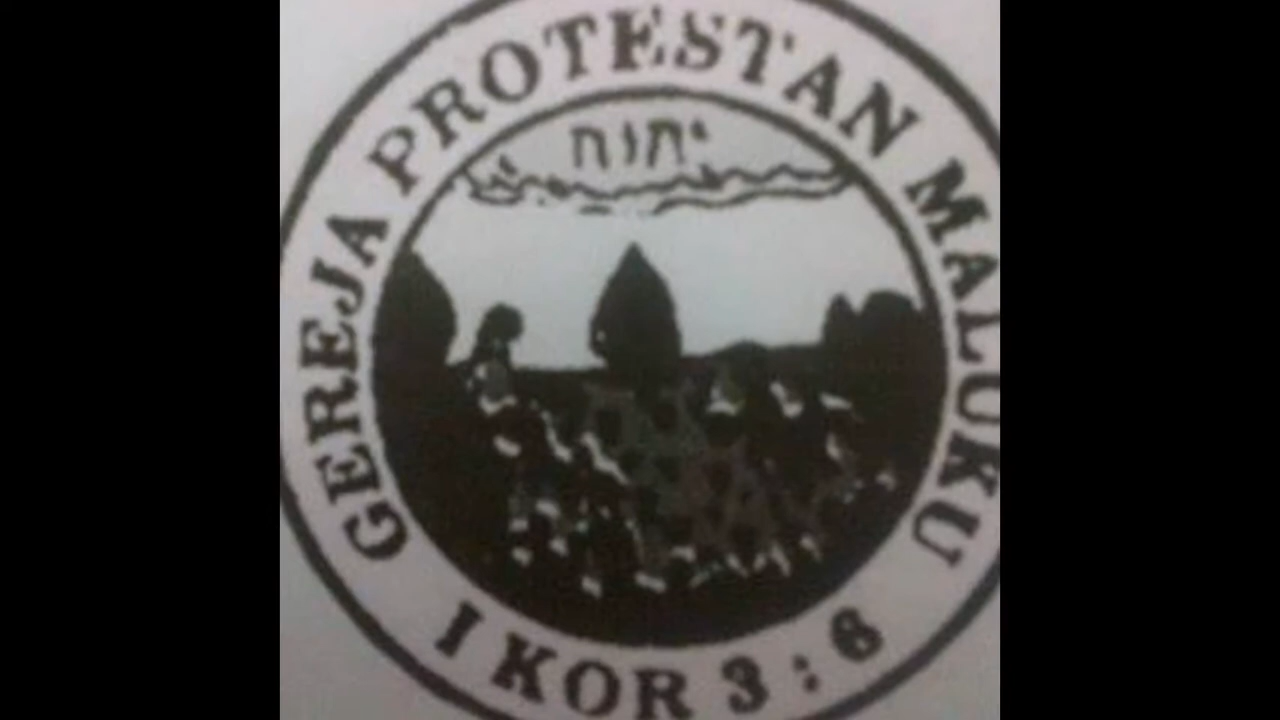 GEREJA PROTESTAN MALUKU
יהוה
I KOR 3 : 6